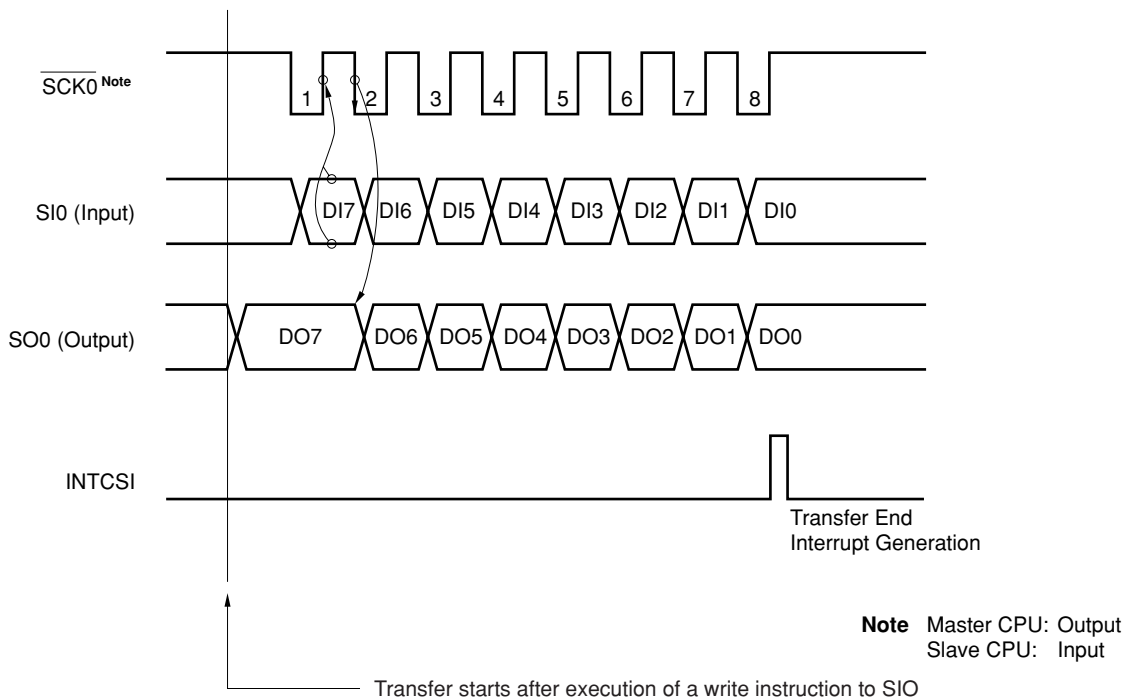 SCK0 Note
1 2 3 4 5 6 7 8
SI0 (Input)
DI7 DI6 DI5 DI4 DI3 DI2 DI1 DI0
SO0 (Output)
DO7 DO6 DO5 DO4 DO3 DO2 DO1 DO0
INTCSI
Transfer End
Interrupt Generation
Note Master CPU: Output
Slave CPU: Input
Transfer starts after execution of a write instruction to SIO